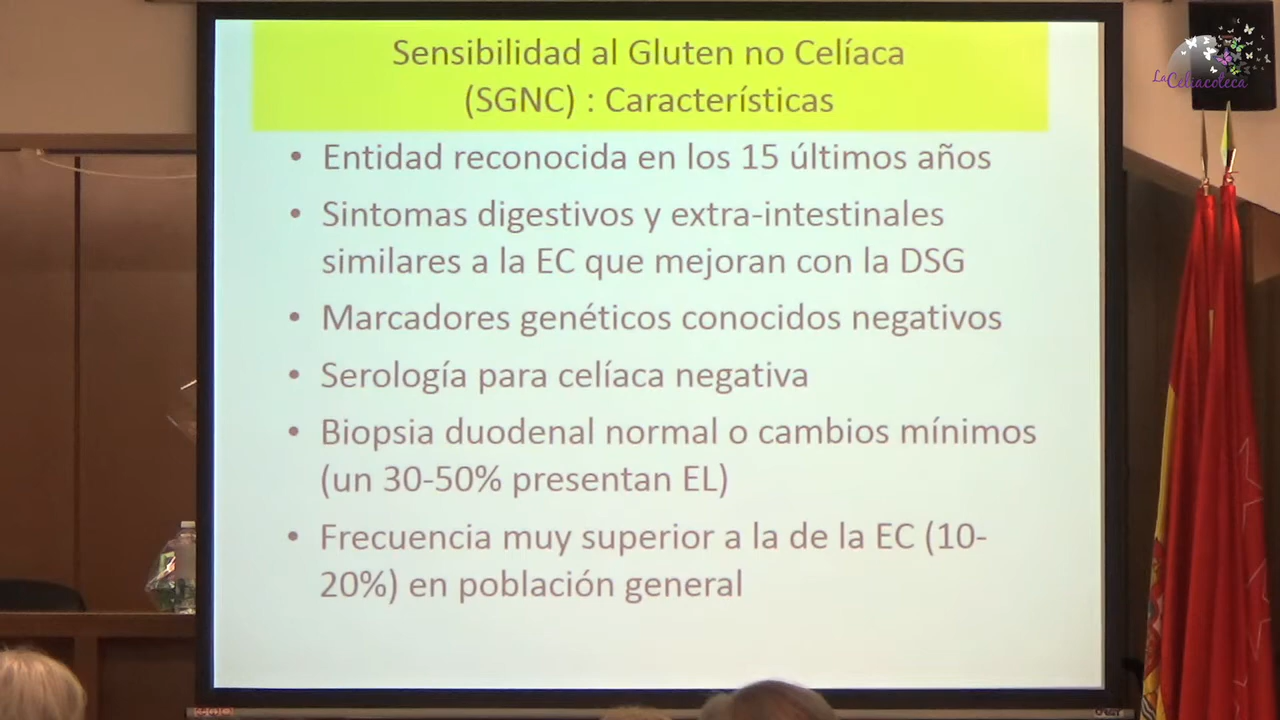 Sensibilidad al Gluten no Celíaca
(SGNC) : Características
• Entidad reconocida en los 15 últimos años
• Sintomas digestivos y extra-intestinales
similares a la EC que mejoran con la DSG
• Marcadores genéticos conocidos negativos
• Serología para celíaca negativa
• Biopsia duodenal normal o cambios mínimos
(un 30-50% presentan EL)
• Frecuencia muy superior a la de la EC (10-
20%) en población general
La Celiacoteca